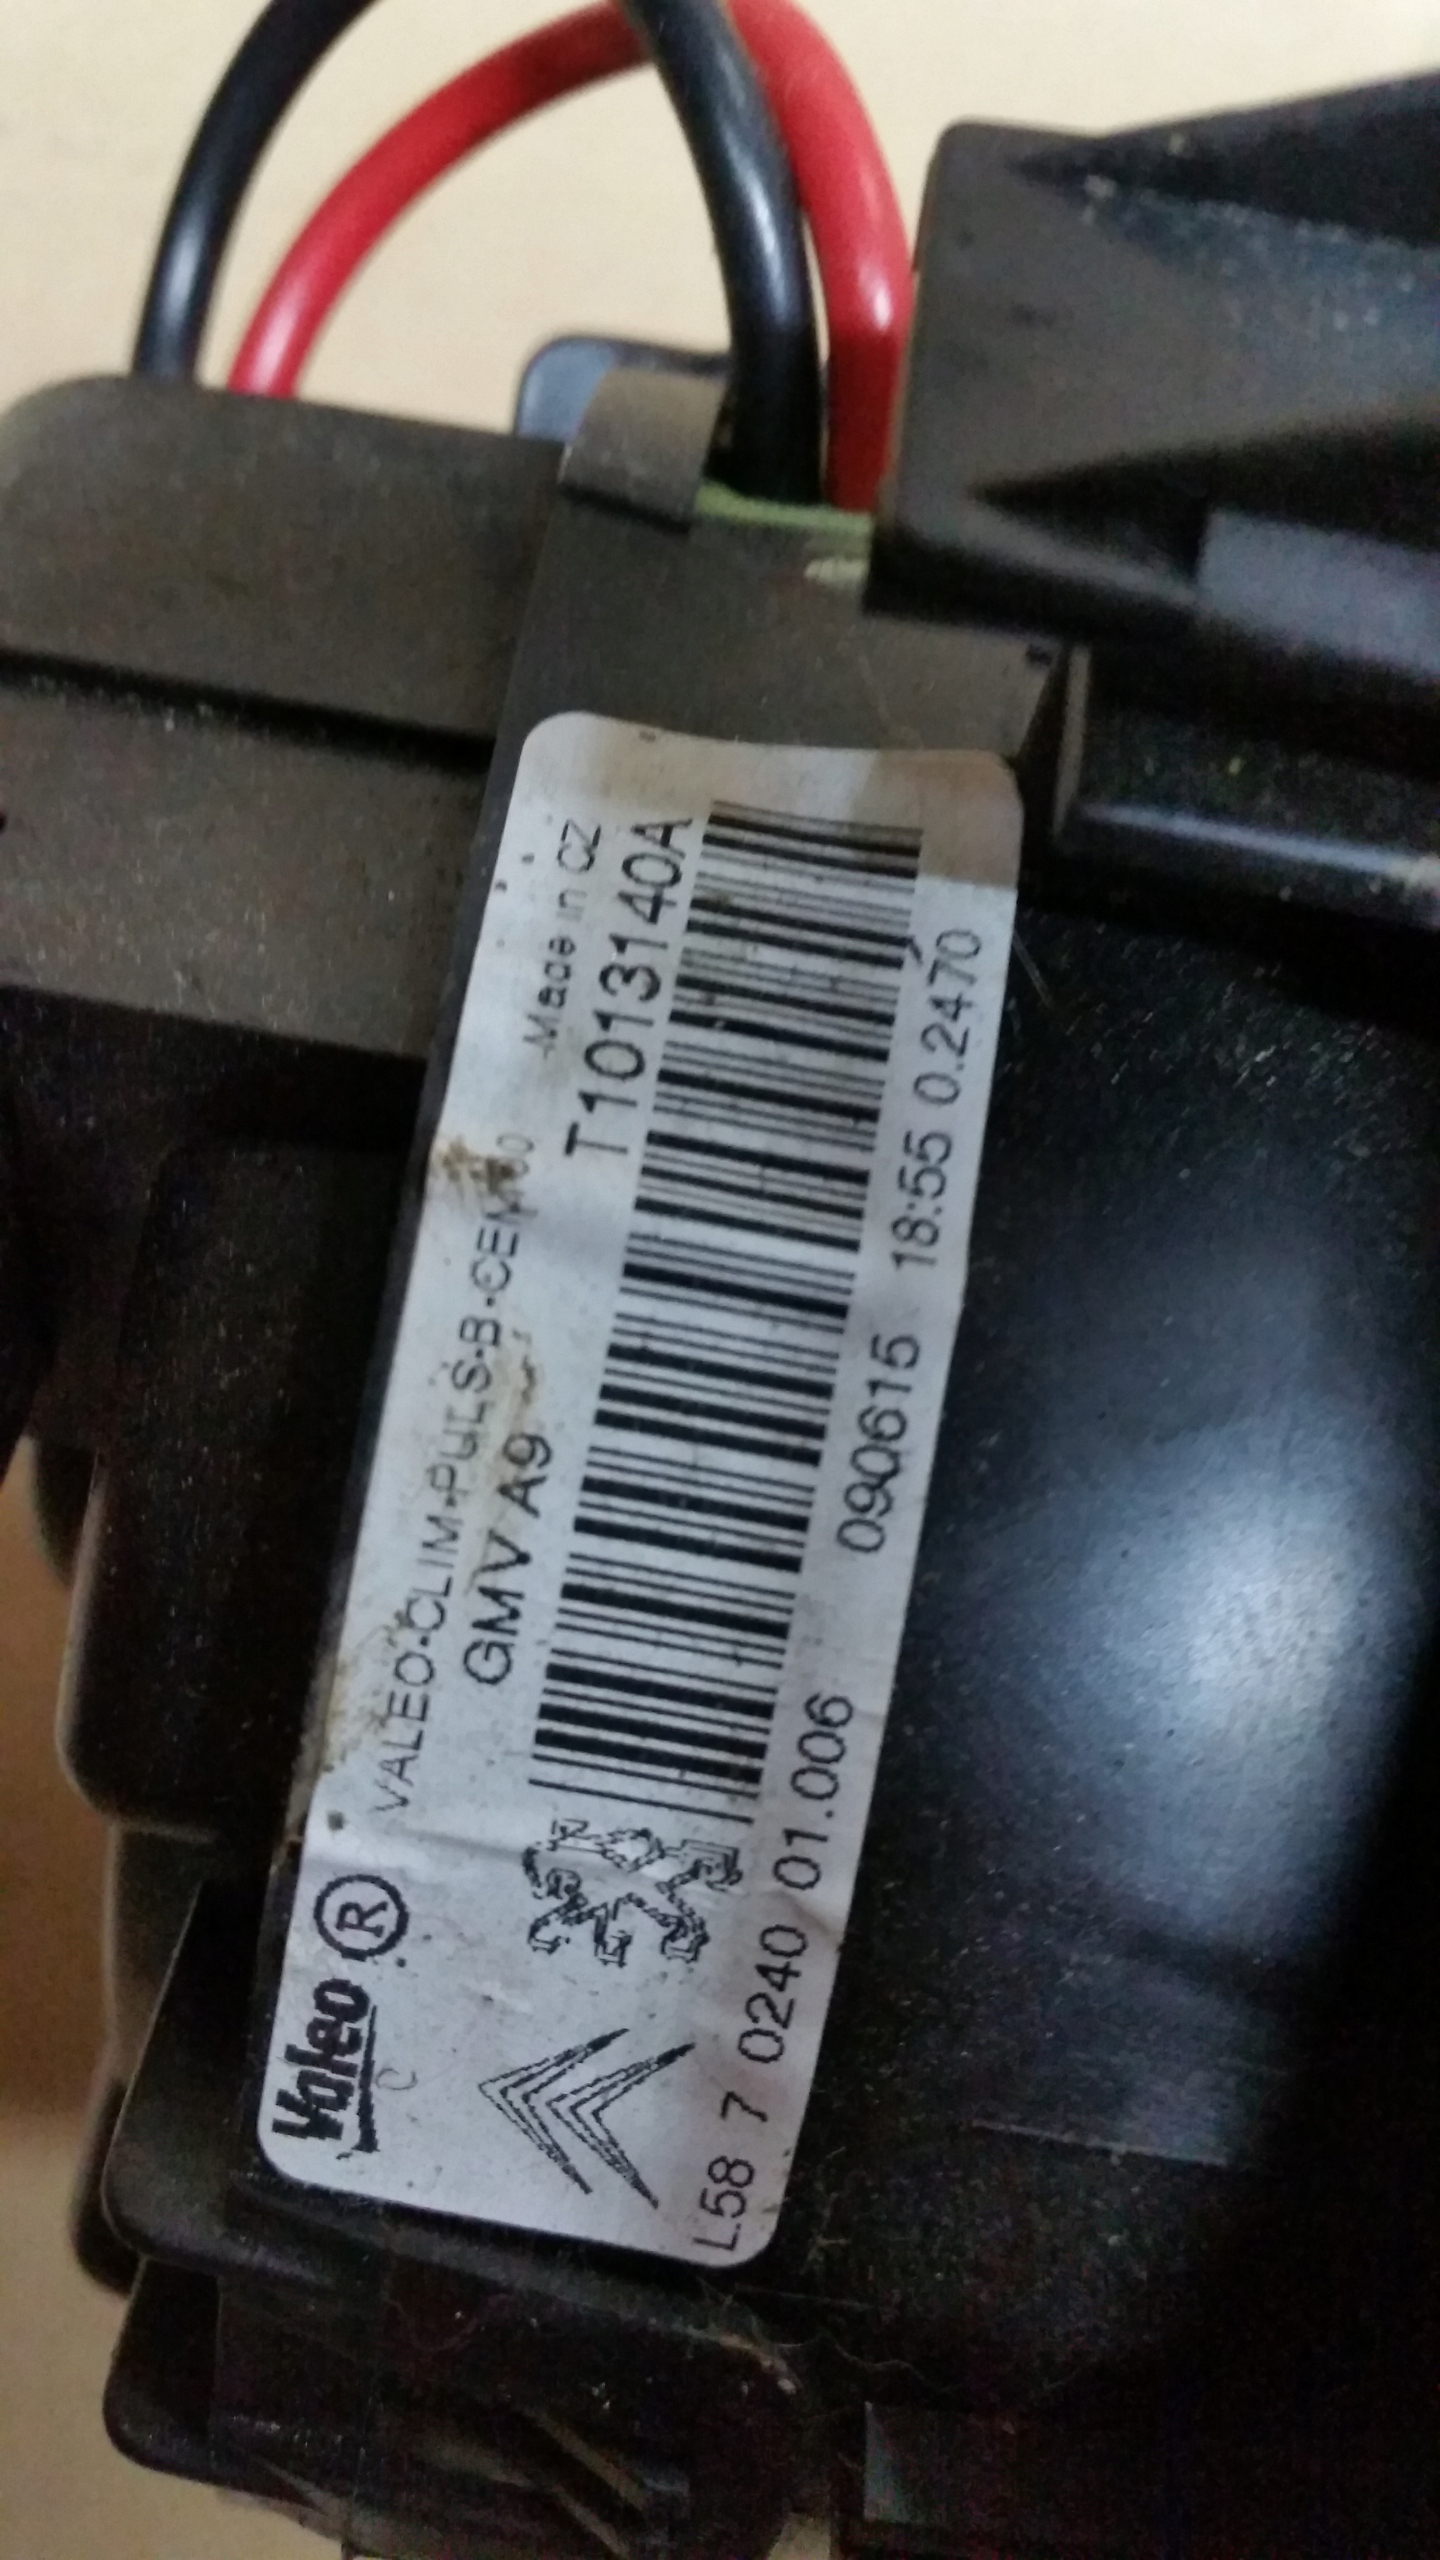 Valeo ® VALEO-CLIM-PULS-B-CEM Made in CZ
GMV A9 T1013140A
L58 7 0240 01.006 090615 18:55 0.2470